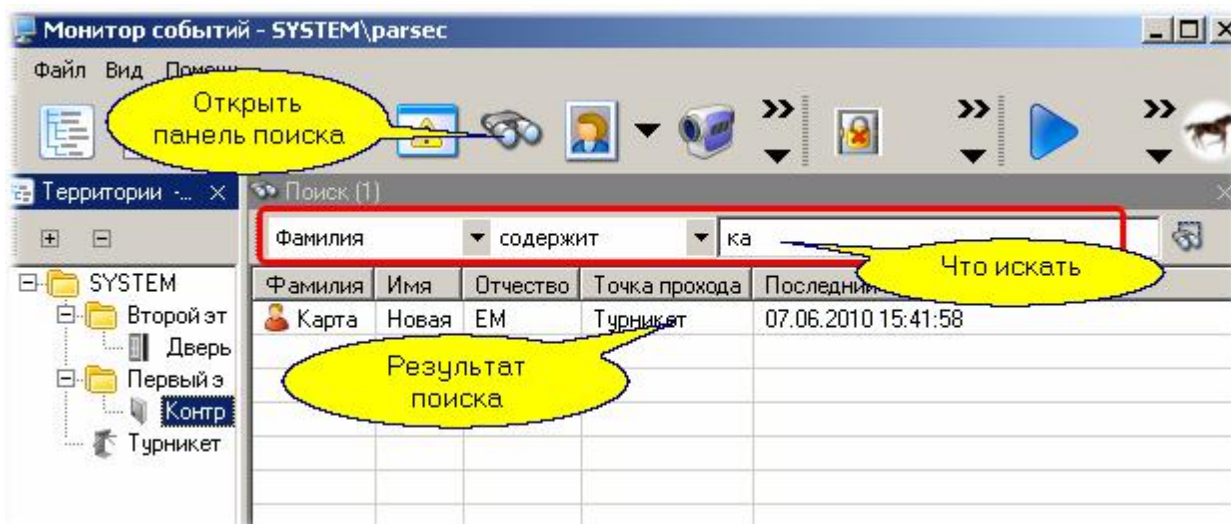 Монитор событий - SYSTEM\parsec
Файл Вид
Открыть
панель поиска
Территории -...
Поиск (1)
Фамилия содержит ка
Что искать
SYSTEM
Второй эт
Дверь
Первый э
Контр
Турникет
Фамилия Имя Отчество Точка прохода
Карта Новая ЕМ Турникет 07.06.2010 15:41:58
Результат
поиска